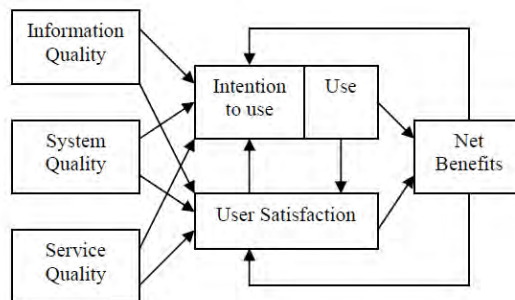 Information
Quality
Intention
to use
Use
System
Quality
Net
Benefits
User Satisfaction
Service
Quality